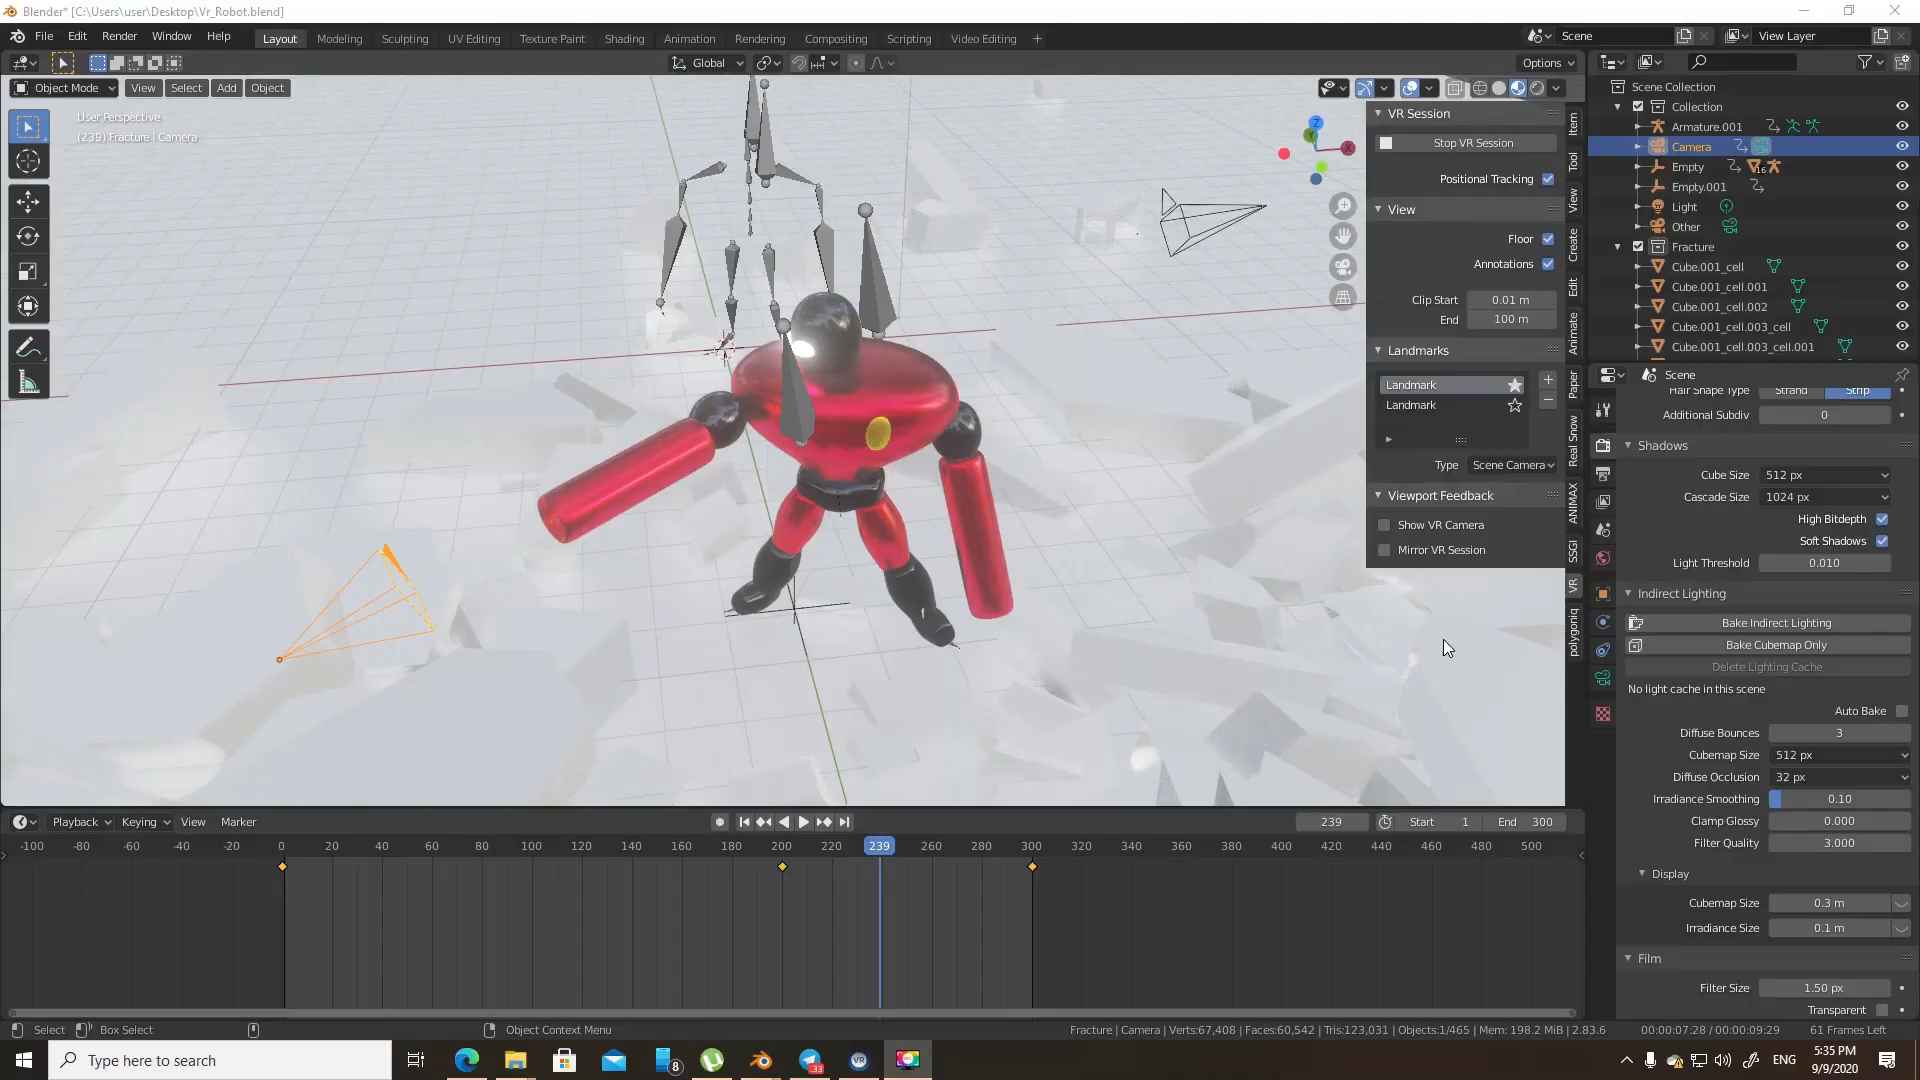 Blender* [C:\Users\user\Desktop\Vr_Robot.blend]
File Edit Render Window Help Layout Modeling Sculpting UV Editing Texture Paint Shading Animation Rendering Compositing Scripting Video Editing + Scene View Layer
Global Options
Object Mode View Select Add Object
User Perspective
(239) Fracture | Camera
VR Session
Stop VR Session
Positional Tracking
View
Floor
Annotations
Clip Start 0.01 m
End 100 m
Landmarks
Landmark
Landmark
Type Scene Camera
Viewport Feedback
Show VR Camera
Mirror VR Session
Item
Tool
View
Create
Edit
Animate
Paper
Real Snow
ANIMAX
SSGI
VR
polygoniq
Scene Collection
Collection
Armature.001
Camera
Empty 16
Empty.001
Light
Other
Fracture
Cube.001_cell
Cube.001_cell.001
Cube.001_cell.002
Cube.001_cell.003_cell
Cube.001_cell.003_cell.001
Scene
Hair Shape Type Strand Strip
Additional Subdiv 0
Shadows
Cube Size 512 px
Cascade Size 1024 px
High Bitdepth
Soft Shadows
Light Threshold 0.010
Indirect Lighting
Bake Indirect Lighting
Bake Cubemap Only
Delete Lighting Cache
No light cache in this scene
Auto Bake
Diffuse Bounces 3
Cubemap Size 512 px
Diffuse Occlusion 32 px
Irradiance Smoothing 0.10
Clamp Glossy 0.000
Filter Quality 3.000
Display
Cubemap Size 0.3 m
Irradiance Size 0.1 m
Film
Filter Size 1.50 px
Transparent
Playback Keying View Marker 239 Start 1 End 300
-100 -80 -60 -40 -20 0 20 40 60 80 100 120 140 160 180 200 220 239 260 280 300 320 340 360 380 400 420 440 460 480 500
Select Box Select Object Context Menu Fracture | Camera | Verts:67,408 | Faces:60,542 | Tris:123,031 | Objects:1/465 | Mem: 198.2 MiB | 2.83.6 00:00:07:28 / 00:00:09:29 61 Frames Left
Type here to search 8 33 VR ENG 5:35 PM
9/9/2020